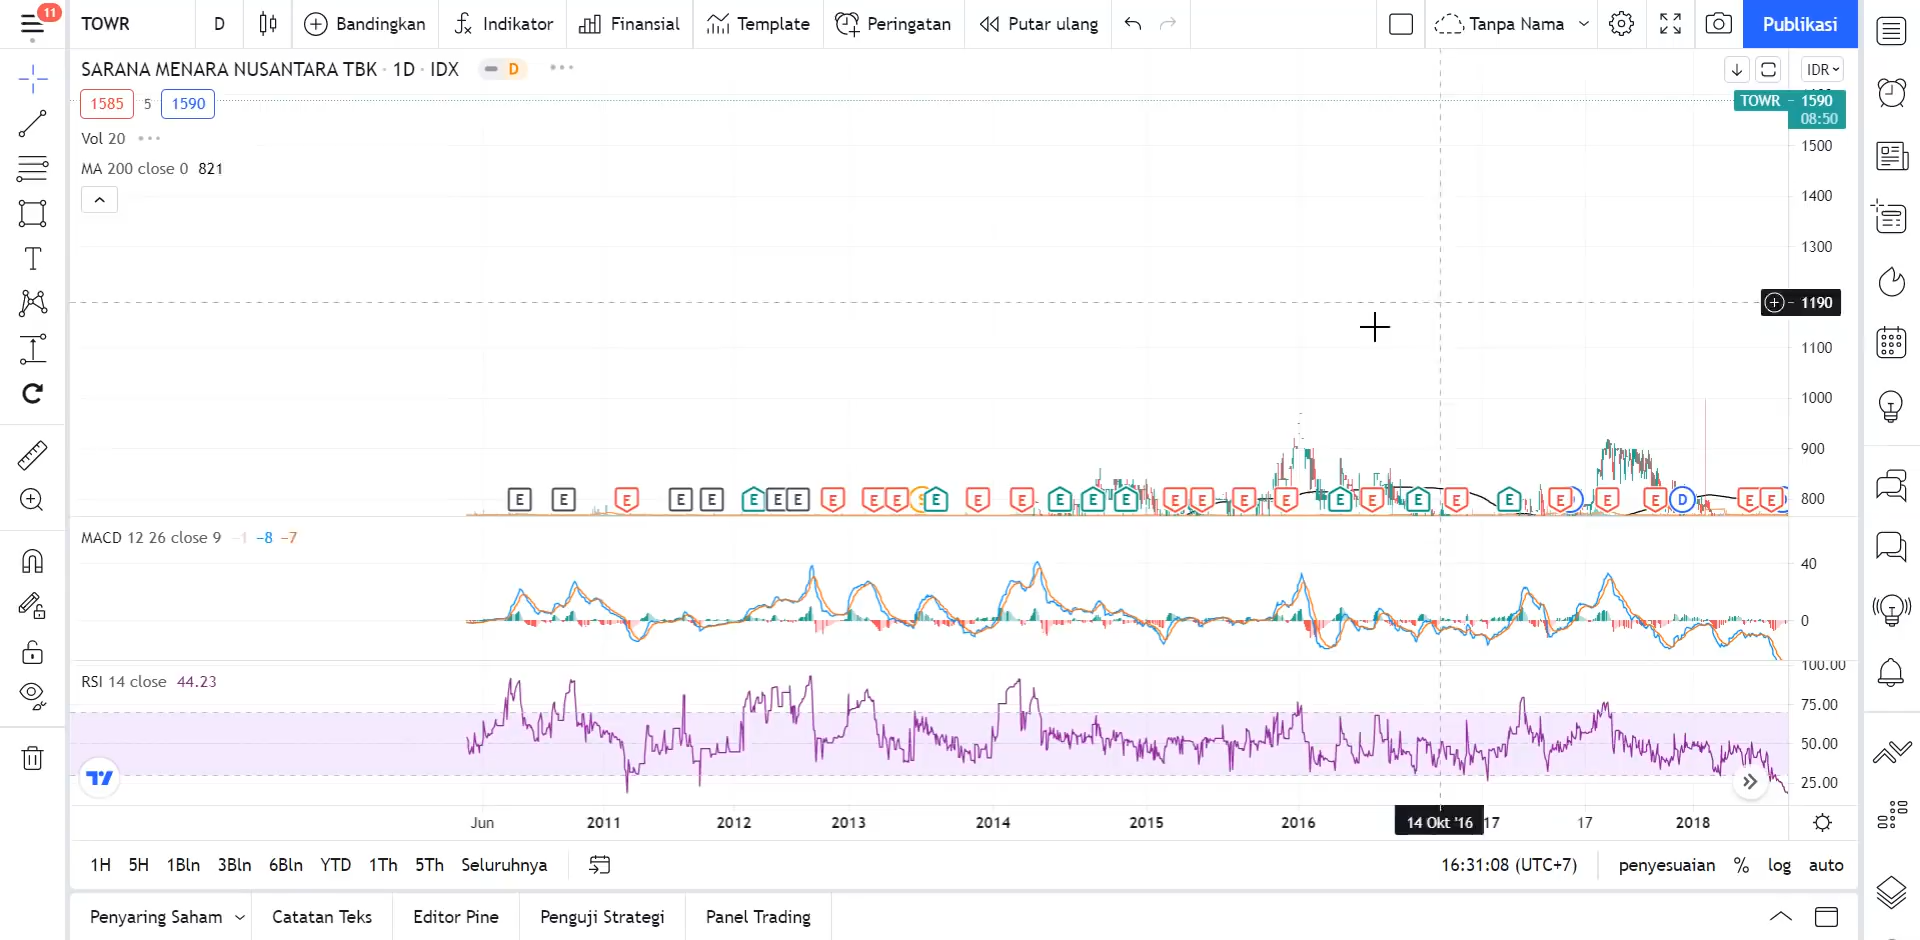 11
TOWR D Bandingkan Indikator Finansial Template Peringatan Putar ulang Tanpa Nama Publikasi
SARANA MENARA NUSANTARA TBK · 1D · IDX D IDR
1585 5 1590 TOWR 1590
08:50
Vol 20
1500
MA 200 close 0 821
1400
1300
1190
1100
1000
900
E E E E E E E E E E E E E E E E E E E E E E E E E E E E E E D E E 800
MACD 12 26 close 9 −1 −8 −7
40
0
100.00
RSI 14 close 44.23
75.00
50.00
25.00
Jun 2011 2012 2013 2014 2015 2016 14 Okt '16 17 17 2018
1H 5H 1Bln 3Bln 6Bln YTD 1Th 5Th Seluruhnya 16:31:08 (UTC+7) penyesuaian % log auto
Penyaring Saham Catatan Teks Editor Pine Penguji Strategi Panel Trading